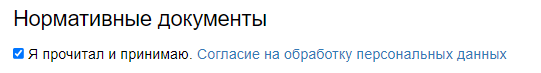 Нормативные документы
Я прочитал и принимаю. Согласие на обработку персональных данных